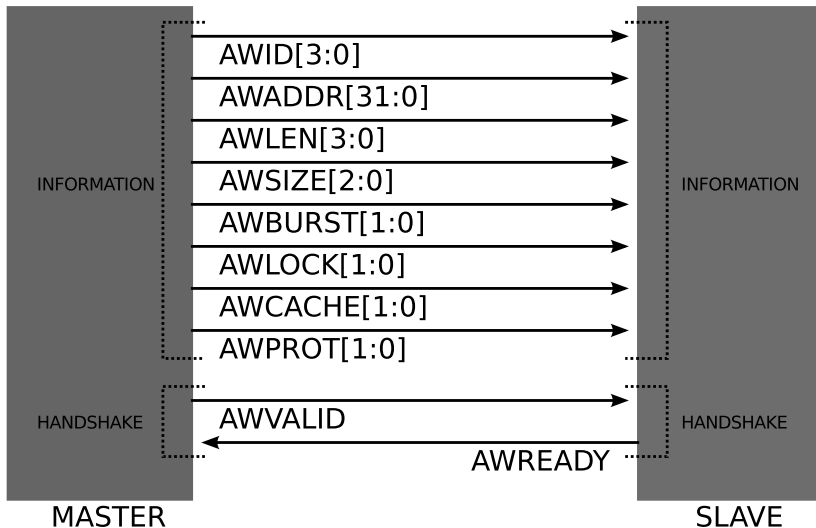 AWID[3:0]
AWADDR[31:0]
AWLEN[3:0]
INFORMATION
AWSIZE[2:0]
INFORMATION
AWBURST[1:0]
AWLOCK[1:0]
AWCACHE[1:0]
AWPROT[1:0]
HANDSHAKE
AWVALID
HANDSHAKE
AWREADY
MASTER
SLAVE